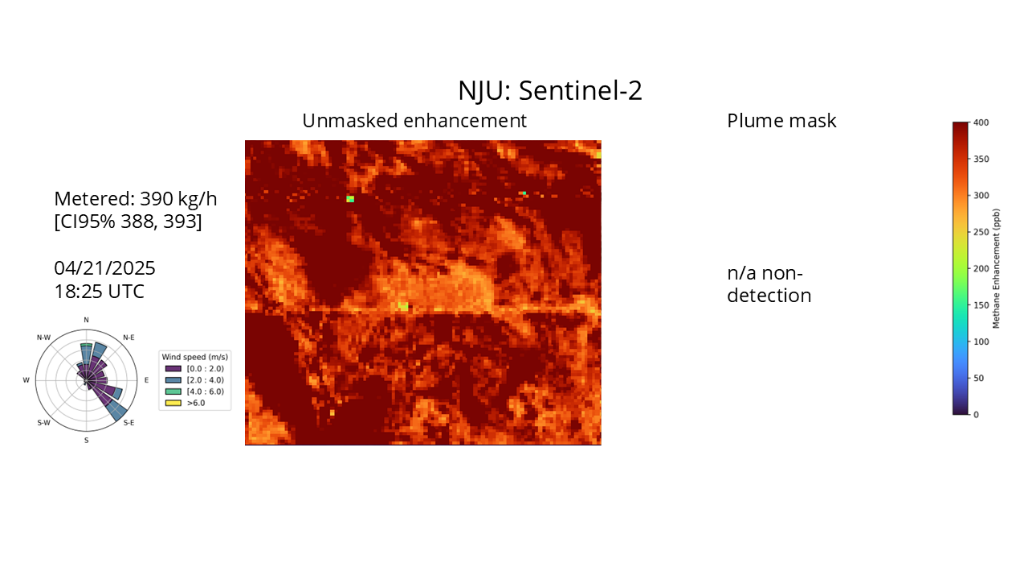 NJU: Sentinel-2
Unmasked enhancement
Plume mask
Metered: 390 kg/h
[CI95% 388, 393]
04/21/2025
18:25 UTC
n/a non-
detection
N
N-E
E
S-E
S
S-W
W
N-W
Wind speed (m/s)
[0.0 : 2.0)
[2.0 : 4.0)
[4.0 : 6.0)
>6.0
400
350
300
250
200
150
100
50
0
Methane Enhancement (ppb)